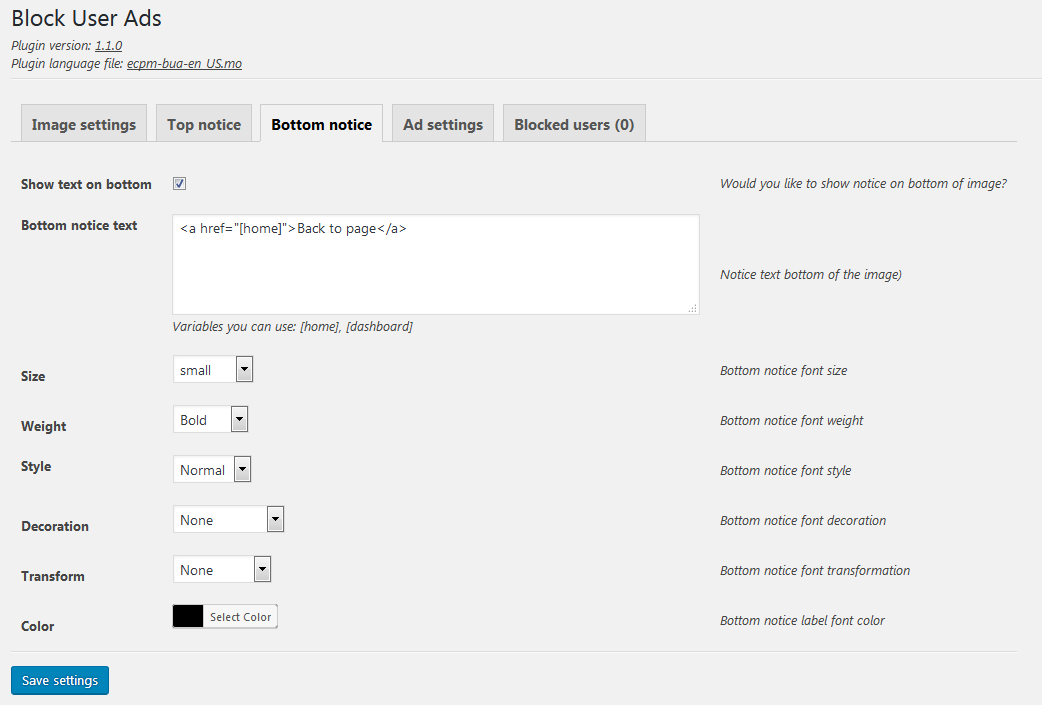 Block User Ads
Plugin version: 1.1.0
Plugin language file: ecpm-bua-en_US.mo
Image settings Top notice Bottom notice Ad settings Blocked users (0)
Show text on bottom Would you like to show notice on bottom of image?
Bottom notice text <a href="[home]">Back to page</a>
Notice text bottom of the image)
Variables you can use: [home], [dashboard]
Size small Bottom notice font size
Weight Bold Bottom notice font weight
Style Normal Bottom notice font style
Decoration None Bottom notice font decoration
Transform None Bottom notice font transformation
Color Select Color Bottom notice label font color
Save settings